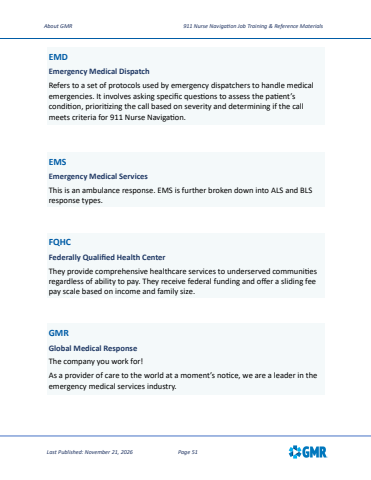 About GMR 911 Nurse Navigation Job Training & Reference Materials
EMD
Emergency Medical Dispatch
Refers to a set of protocols used by emergency dispatchers to handle medical
emergencies. It involves asking specific questions to assess the patient's
condition, prioritizing the call based on severity and determining if the call
meets criteria for 911 Nurse Navigation.
EMS
Emergency Medical Services
This is an ambulance response. EMS is further broken down into ALS and BLS
response types.
FQHC
Federally Qualified Health Center
They provide comprehensive healthcare services to underserved communities
regardless of ability to pay. They receive federal funding and offer a sliding fee
pay scale based on income and family size.
GMR
Global Medical Response
The company you work for!
As a provider of care to the world at a moment's notice, we are a leader in the
emergency medical services industry.
Last Published: November 21, 2026 Page 51
GMR